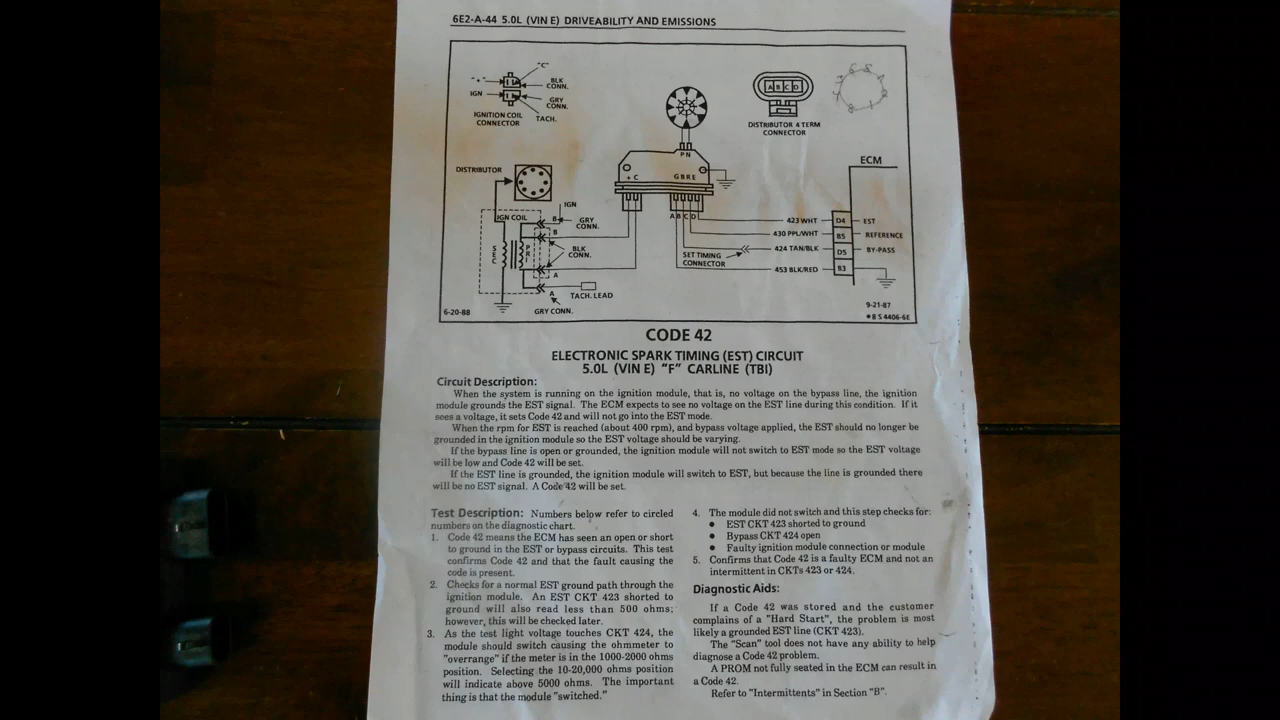 6E2-A-44 5.0L (VIN E) DRIVEABILITY AND EMISSIONS
"C"
"+"
BLK
CONN.
IGN
GRY
CONN.
TACH.
IGNITION COIL
CONNECTOR
A B C D
DISTRIBUTOR 4 TERM
CONNECTOR
P N
ECM
DISTRIBUTOR
+ C
G B R E
IGN
IGN COIL
B
GRY
CONN.
A B C D
423 WHT
D4
EST
B
430 PPL/WHT
B5
REFERENCE
SEC
PRI
BLK
CONN.
SET TIMING
CONNECTOR
424 TAN/BLK
D5
BY-PASS
A
453 BLK/RED
B3
A
TACH. LEAD
GRY CONN.
6-20-88
9-21-87
* 8 S 4406-6E
CODE 42
ELECTRONIC SPARK TIMING (EST) CIRCUIT
5.0L (VIN E) "F" CARLINE (TBI)
Circuit Description:
When the system is running on the ignition module, that is, no voltage on the bypass line, the ignition
module grounds the EST signal. The ECM expects to see no voltage on the EST line during this condition. If it
sees a voltage, it sets Code 42 and will not go into the EST mode.
When the rpm for EST is reached (about 400 rpm), and bypass voltage applied, the EST should no longer be
grounded in the ignition module so the EST voltage should be varying.
If the bypass line is open or grounded, the ignition module will not switch to EST mode so the EST voltage
will be low and Code 42 will be set.
If the EST line is grounded, the ignition module will switch to EST, but because the line is grounded there
will be no EST signal. A Code 42 will be set.
Test Description: Numbers below refer to circled
numbers on the diagnostic chart.
1. Code 42 means the ECM has seen an open or short
to ground in the EST or bypass circuits. This test
confirms Code 42 and that the fault causing the
code is present.
2. Checks for a normal EST ground path through the
ignition module. An EST CKT 423 shorted to
ground will also read less than 500 ohms;
however, this will be checked later.
3. As the test light voltage touches CKT 424, the
module should switch causing the ohmmeter to
"overrange" if the meter is in the 1000-2000 ohms
position. Selecting the 10-20,000 ohms position
will indicate above 5000 ohms. The important
thing is that the module "switched."
4. The module did not switch and this step checks for:
● EST CKT 423 shorted to ground
● Bypass CKT 424 open
● Faulty ignition module connection or module
5. Confirms that Code 42 is a faulty ECM and not an
intermittent in CKTs 423 or 424.
Diagnostic Aids:
If a Code 42 was stored and the customer
complains of a "Hard Start", the problem is most
likely a grounded EST line (CKT 423).
The "Scan" tool does not have any ability to help
diagnose a Code 42 problem.
A PROM not fully seated in the ECM can result in
a Code 42.
Refer to "Intermittents" in Section "B".